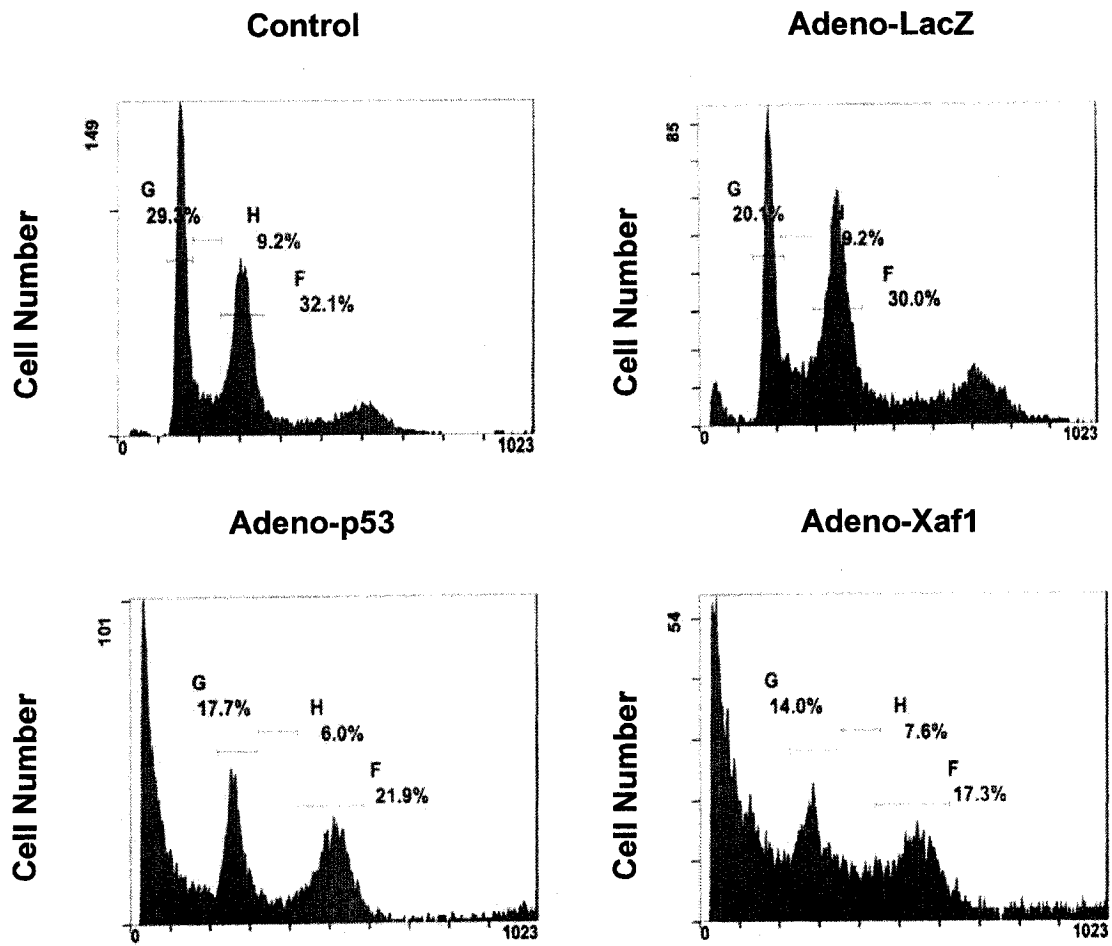 Control
149
Cell Number
G
29.3%
H
9.2%
F
32.1%
0
1023
Adeno-LacZ
85
Cell Number
G
20.1%
H
9.2%
F
30.0%
0
1023
Adeno-p53
101
Cell Number
G
17.7%
H
6.0%
F
21.9%
0
1023
Adeno-Xaf1
54
Cell Number
G
14.0%
H
7.6%
F
17.3%
0
1023